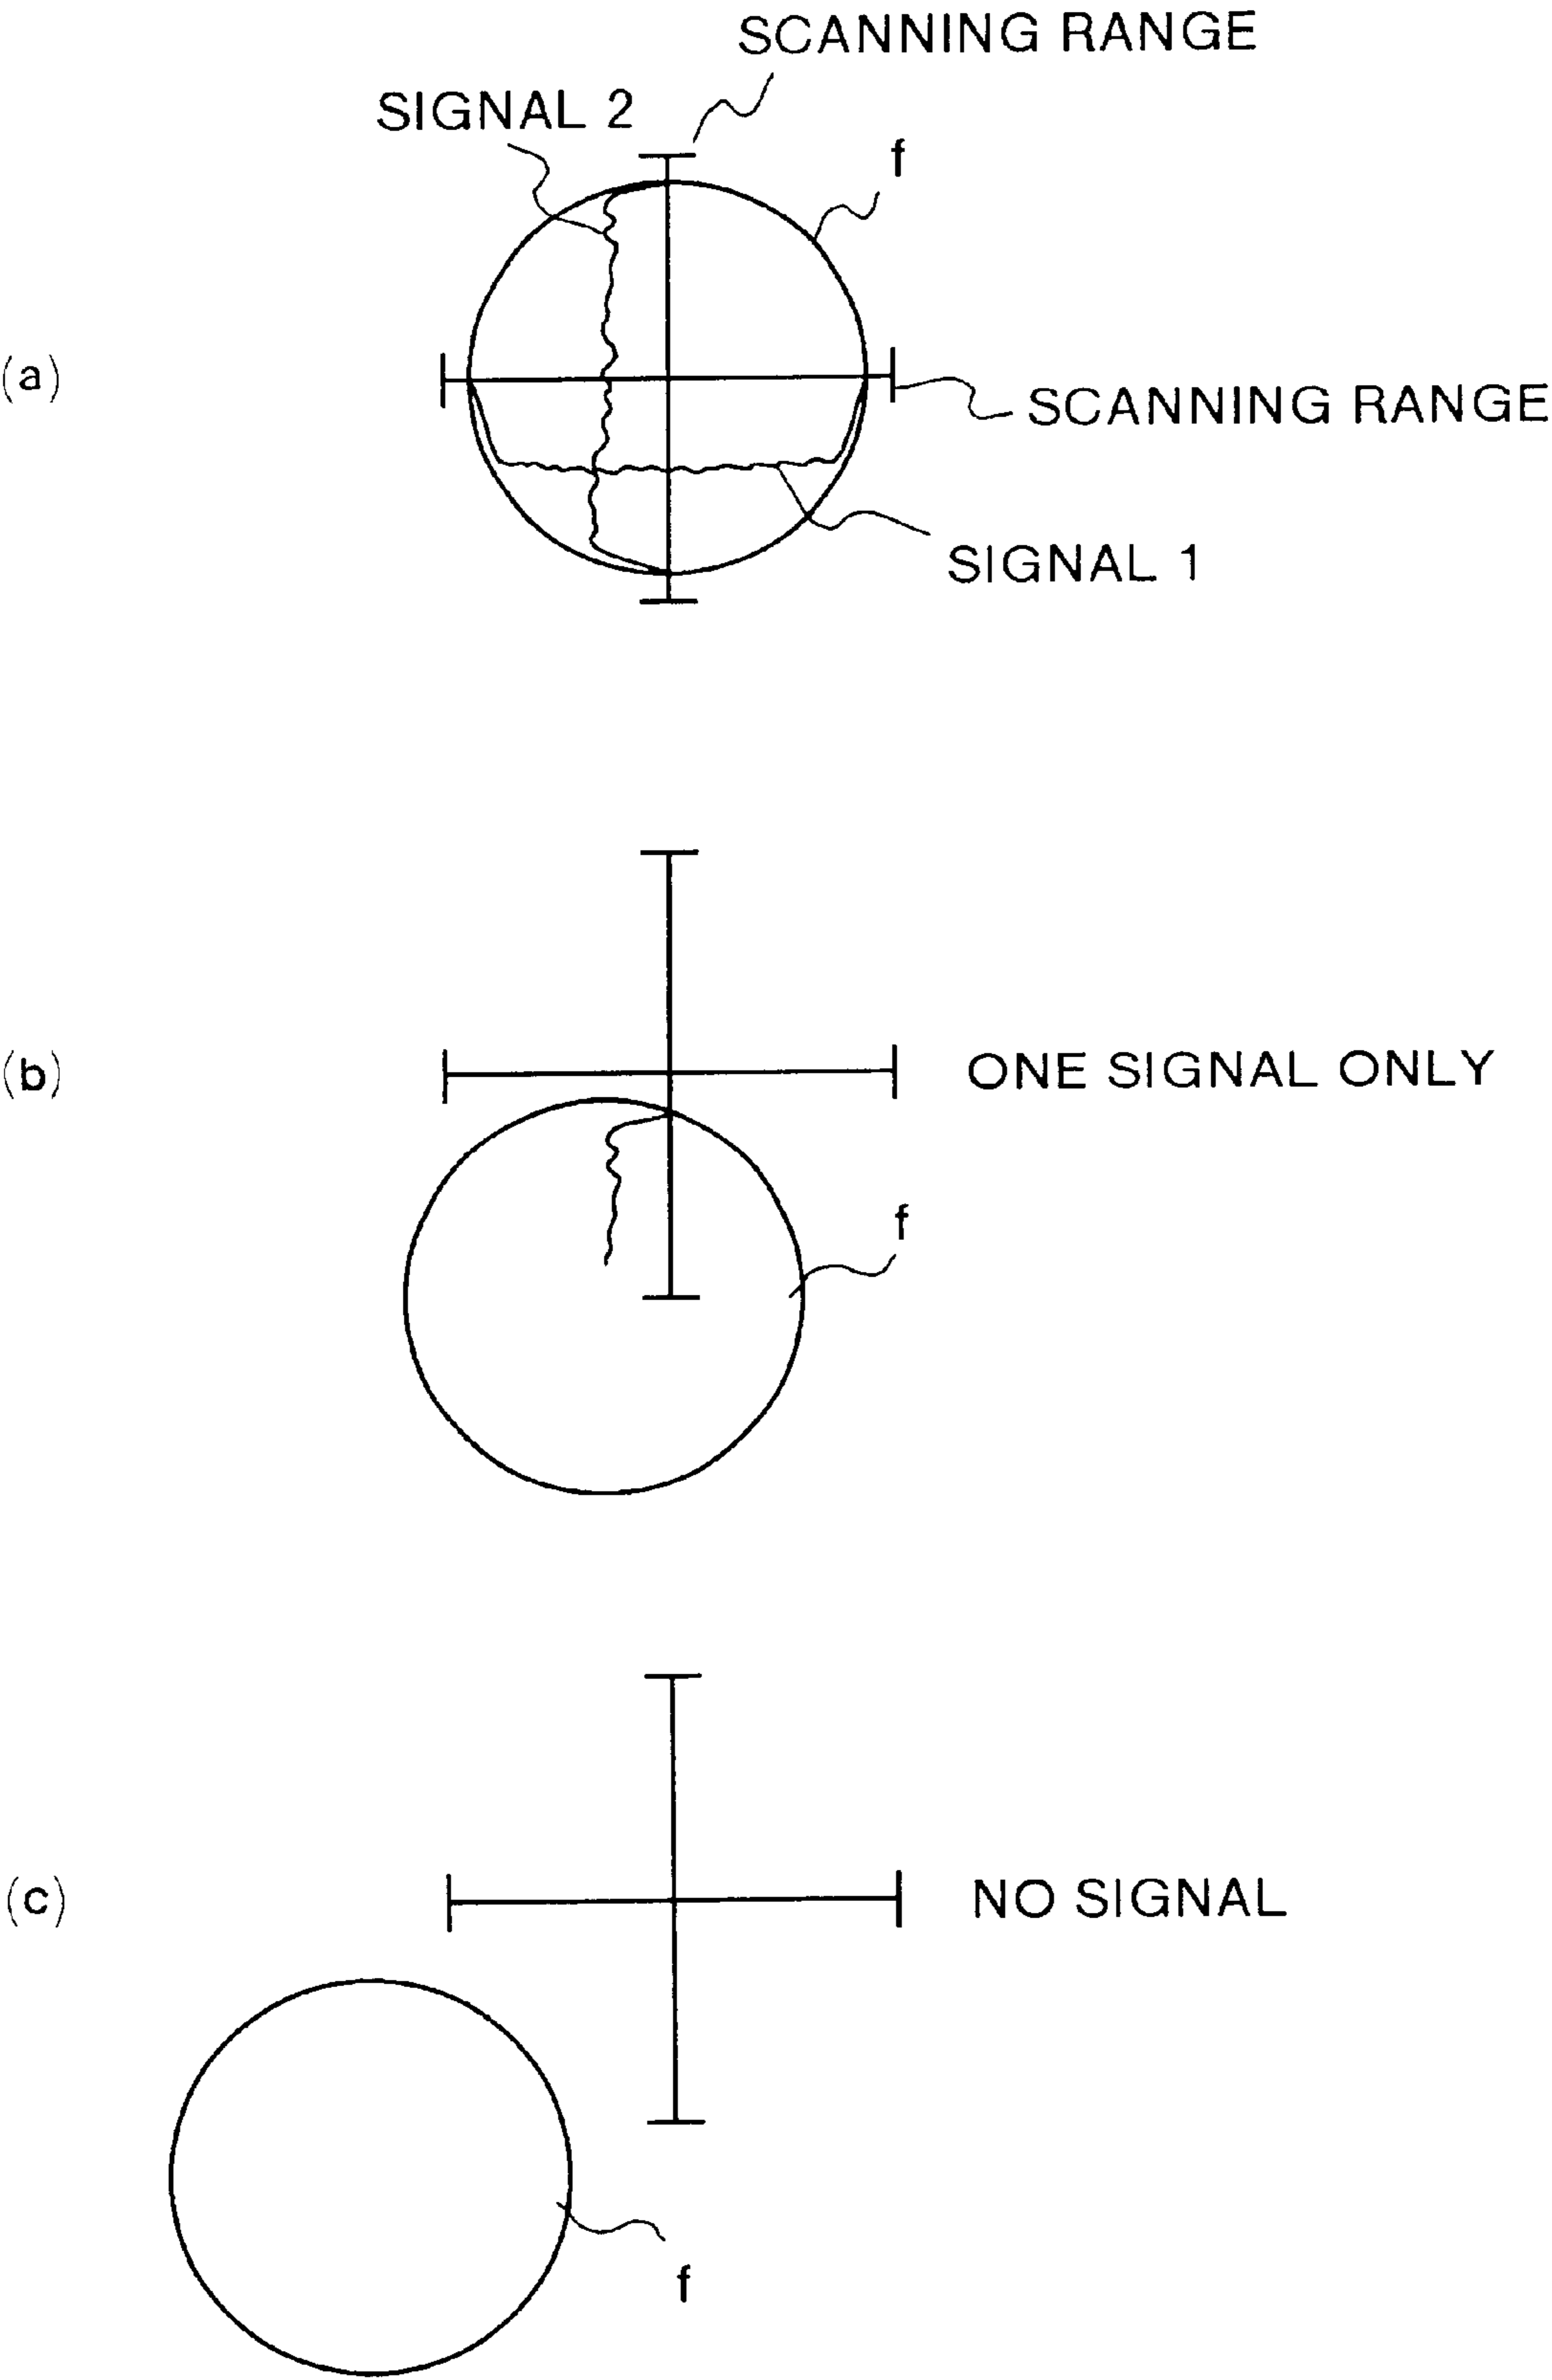 SCANNING RANGE
SIGNAL 2
f
(a)
SCANNING RANGE
SIGNAL 1
(b)
ONE SIGNAL ONLY
f
(c)
NO SIGNAL
f